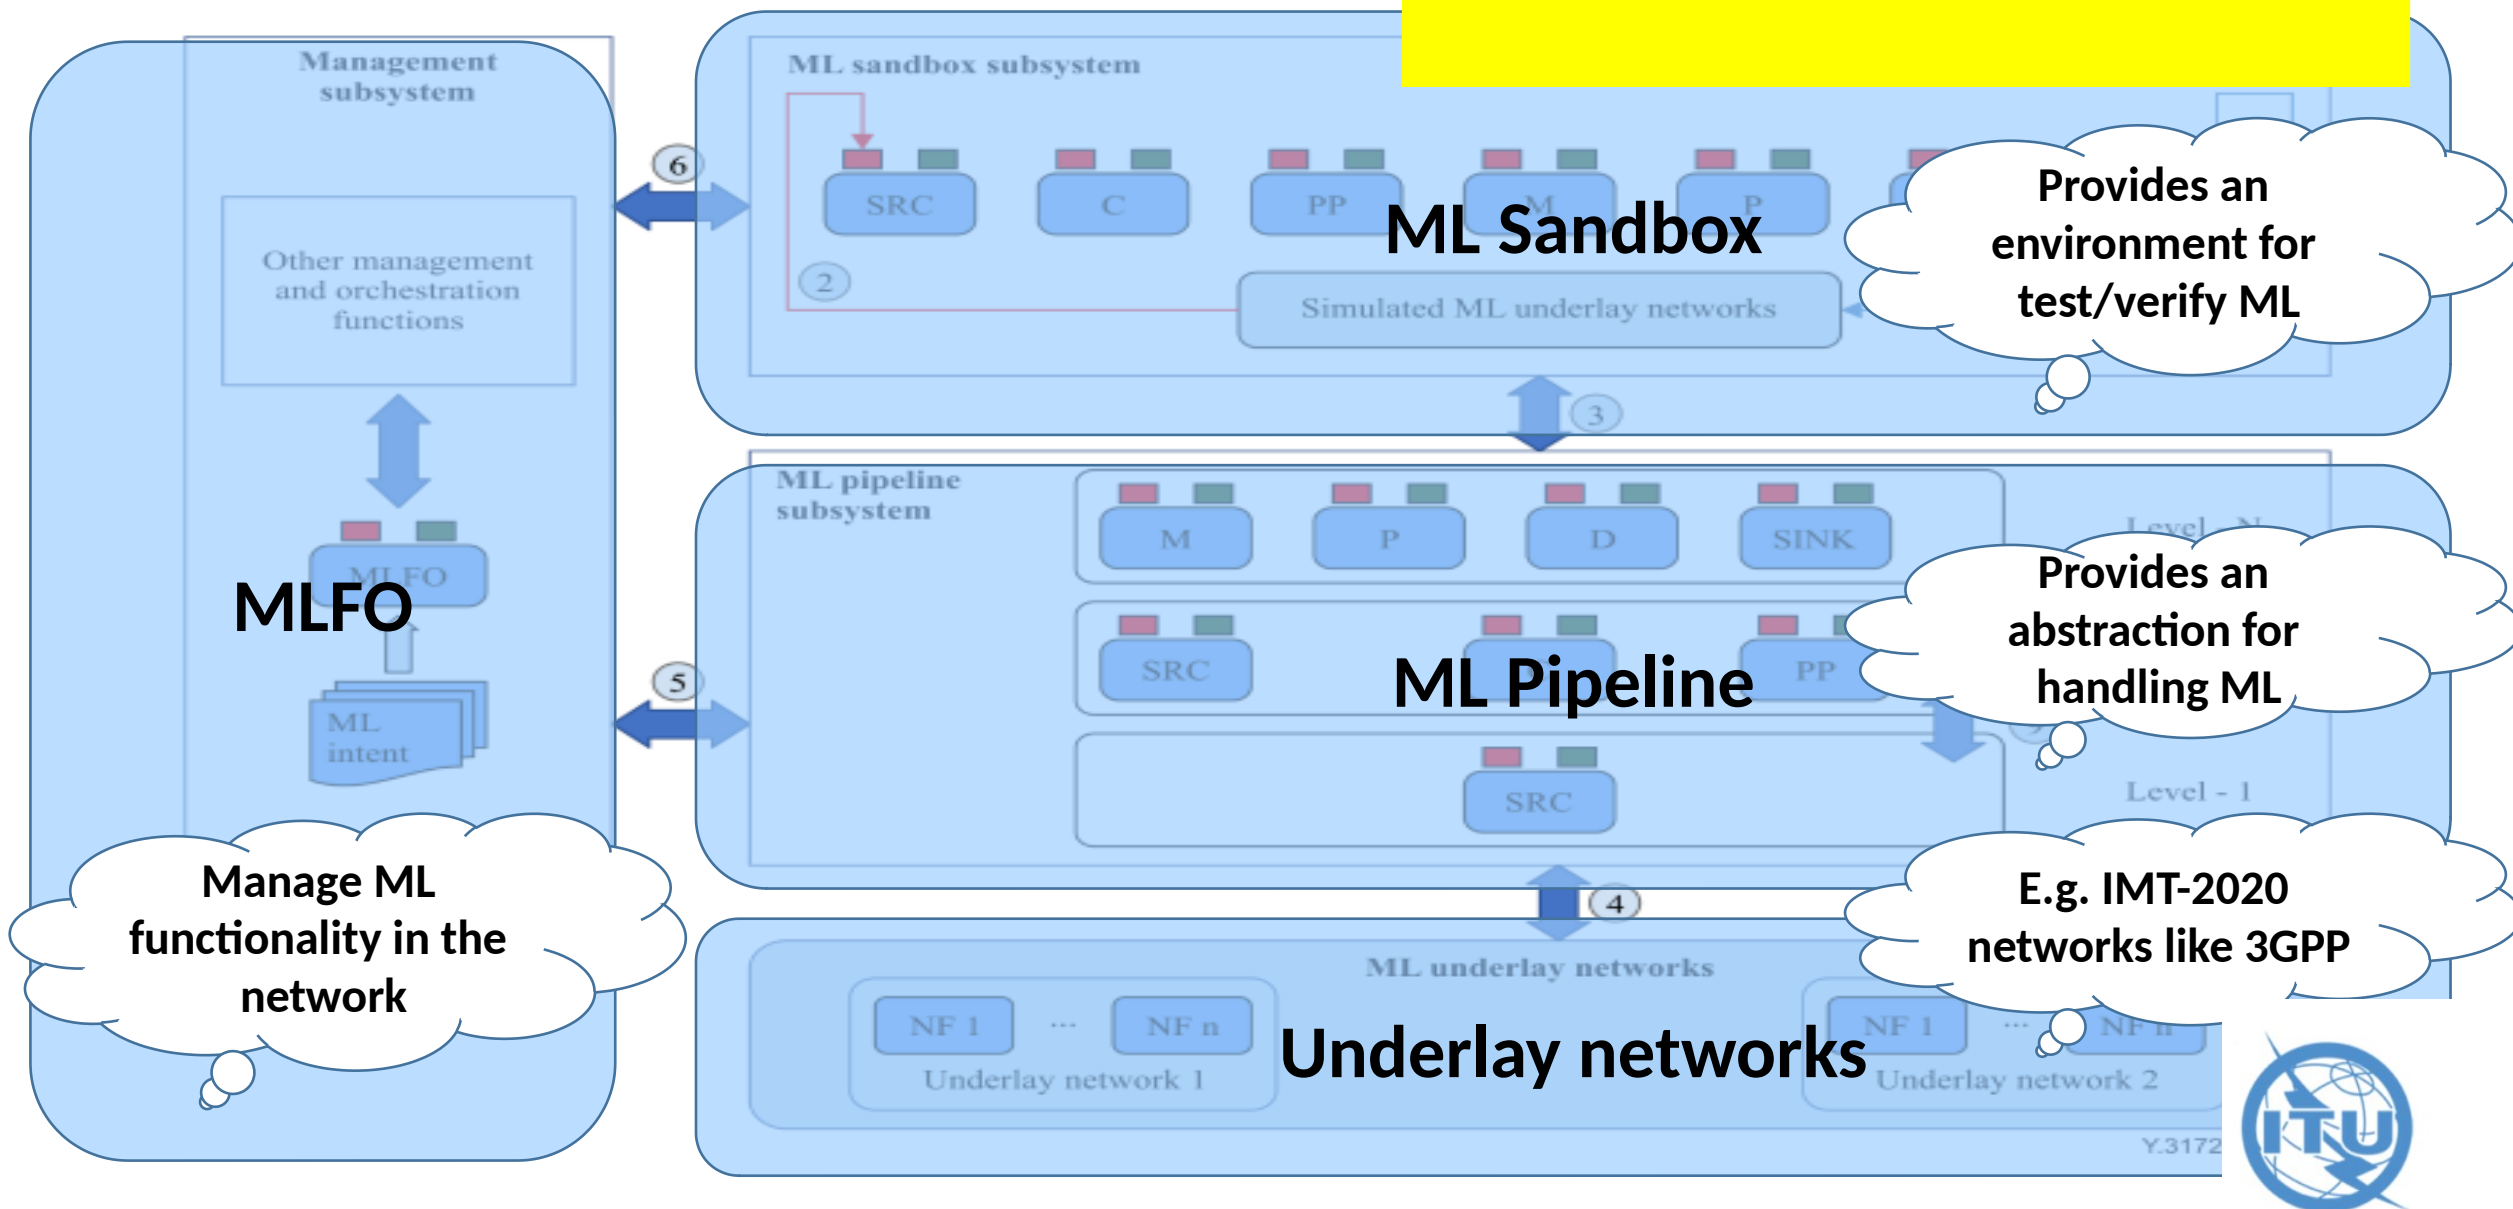 Management
subsystem
Other management
and orchestration
functions
MLFO
MLFO
ML
intent
Manage ML
functionality in the
network
6
5
ML sandbox subsystem
SRC
C
PP
M
P
ML Sandbox
2
Simulated ML underlay networks
Provides an
environment for
test/verify ML
3
ML pipeline
subsystem
M
P
D
SINK
Level - N
SRC
PP
ML Pipeline
Provides an
abstraction for
handling ML
SRC
Level - 1
4
E.g. IMT-2020
networks like 3GPP
ML underlay networks
NF 1
...
NF n
Underlay network 1
Underlay networks
NF 1
...
NF n
Underlay network 2
Y.3172
ITU